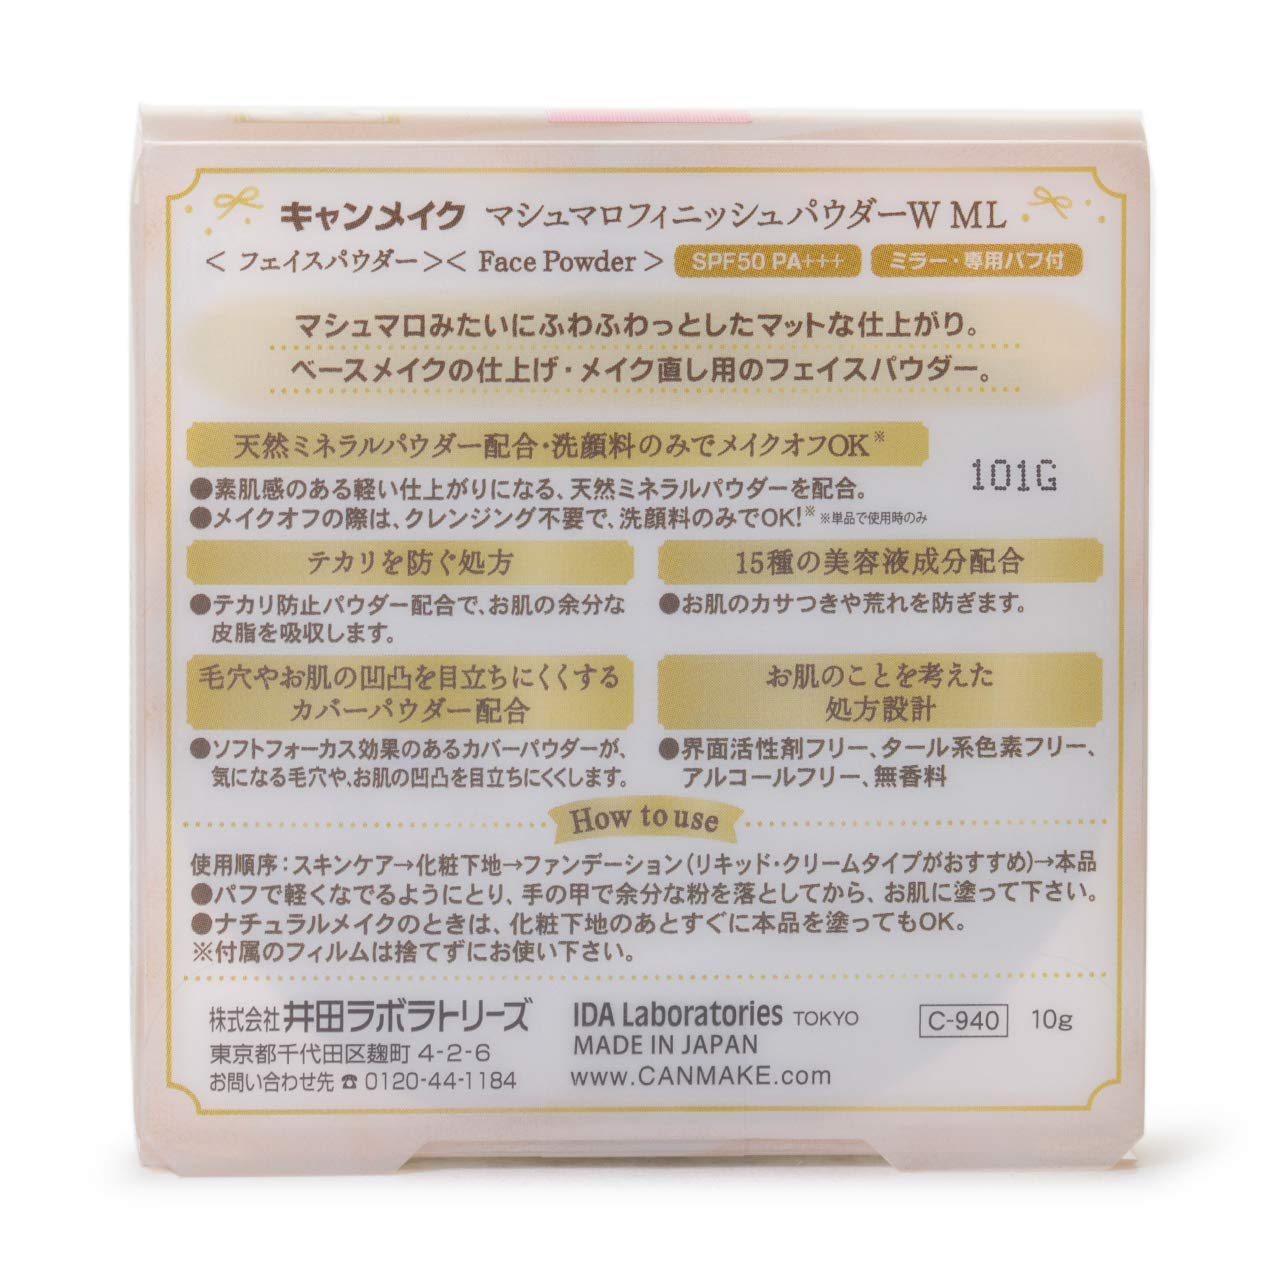 キャンメイク マシュマロフィニッシュパウダーW ML
< フェイスパウダー >< Face Powder > SPF50 PA+++ ミラー・専用パフ付
マシュマロみたいにふわふわっとしたマットな仕上がり。
ベースメイクの仕上げ・メイク直し用のフェイスパウダー。
天然ミネラルパウダー配合・洗顔料のみでメイクオフOK※
101G
●素肌感のある軽い仕上がりになる、天然ミネラルパウダーを配合。
●メイクオフの際は、クレンジング不要で、洗顔料のみでOK!※ ※単品で使用時のみ
テカリを防ぐ処方
●テカリ防止パウダー配合で、お肌の余分な
皮脂を吸収します。
15種の美容液成分配合
●お肌のカサつきや荒れを防ぎます。
毛穴やお肌の凹凸を目立ちにくくする
カバーパウダー配合
●ソフトフォーカス効果のあるカバーパウダーが、
気になる毛穴や、お肌の凹凸を目立ちにくくします。
お肌のことを考えた
処方設計
●界面活性剤フリー、タール系色素フリー、
アルコールフリー、無香料
How to use
使用順序：スキンケア→化粧下地→ファンデーション（リキッド・クリームタイプがおすすめ）→本品
●パフで軽くなでるようにとり、手の甲で余分な粉を落としてから、お肌に塗って下さい。
●ナチュラルメイクのときは、化粧下地のあとすぐに本品を塗ってもOK。
※付属のフィルムは捨てずにお使い下さい。
株式会社井田ラボラトリーズ
東京都千代田区麹町 4-2-6
お問い合わせ先 ☎ 0120-44-1184
IDA Laboratories TOKYO
MADE IN JAPAN
www.CANMAKE.com
C-940 10g